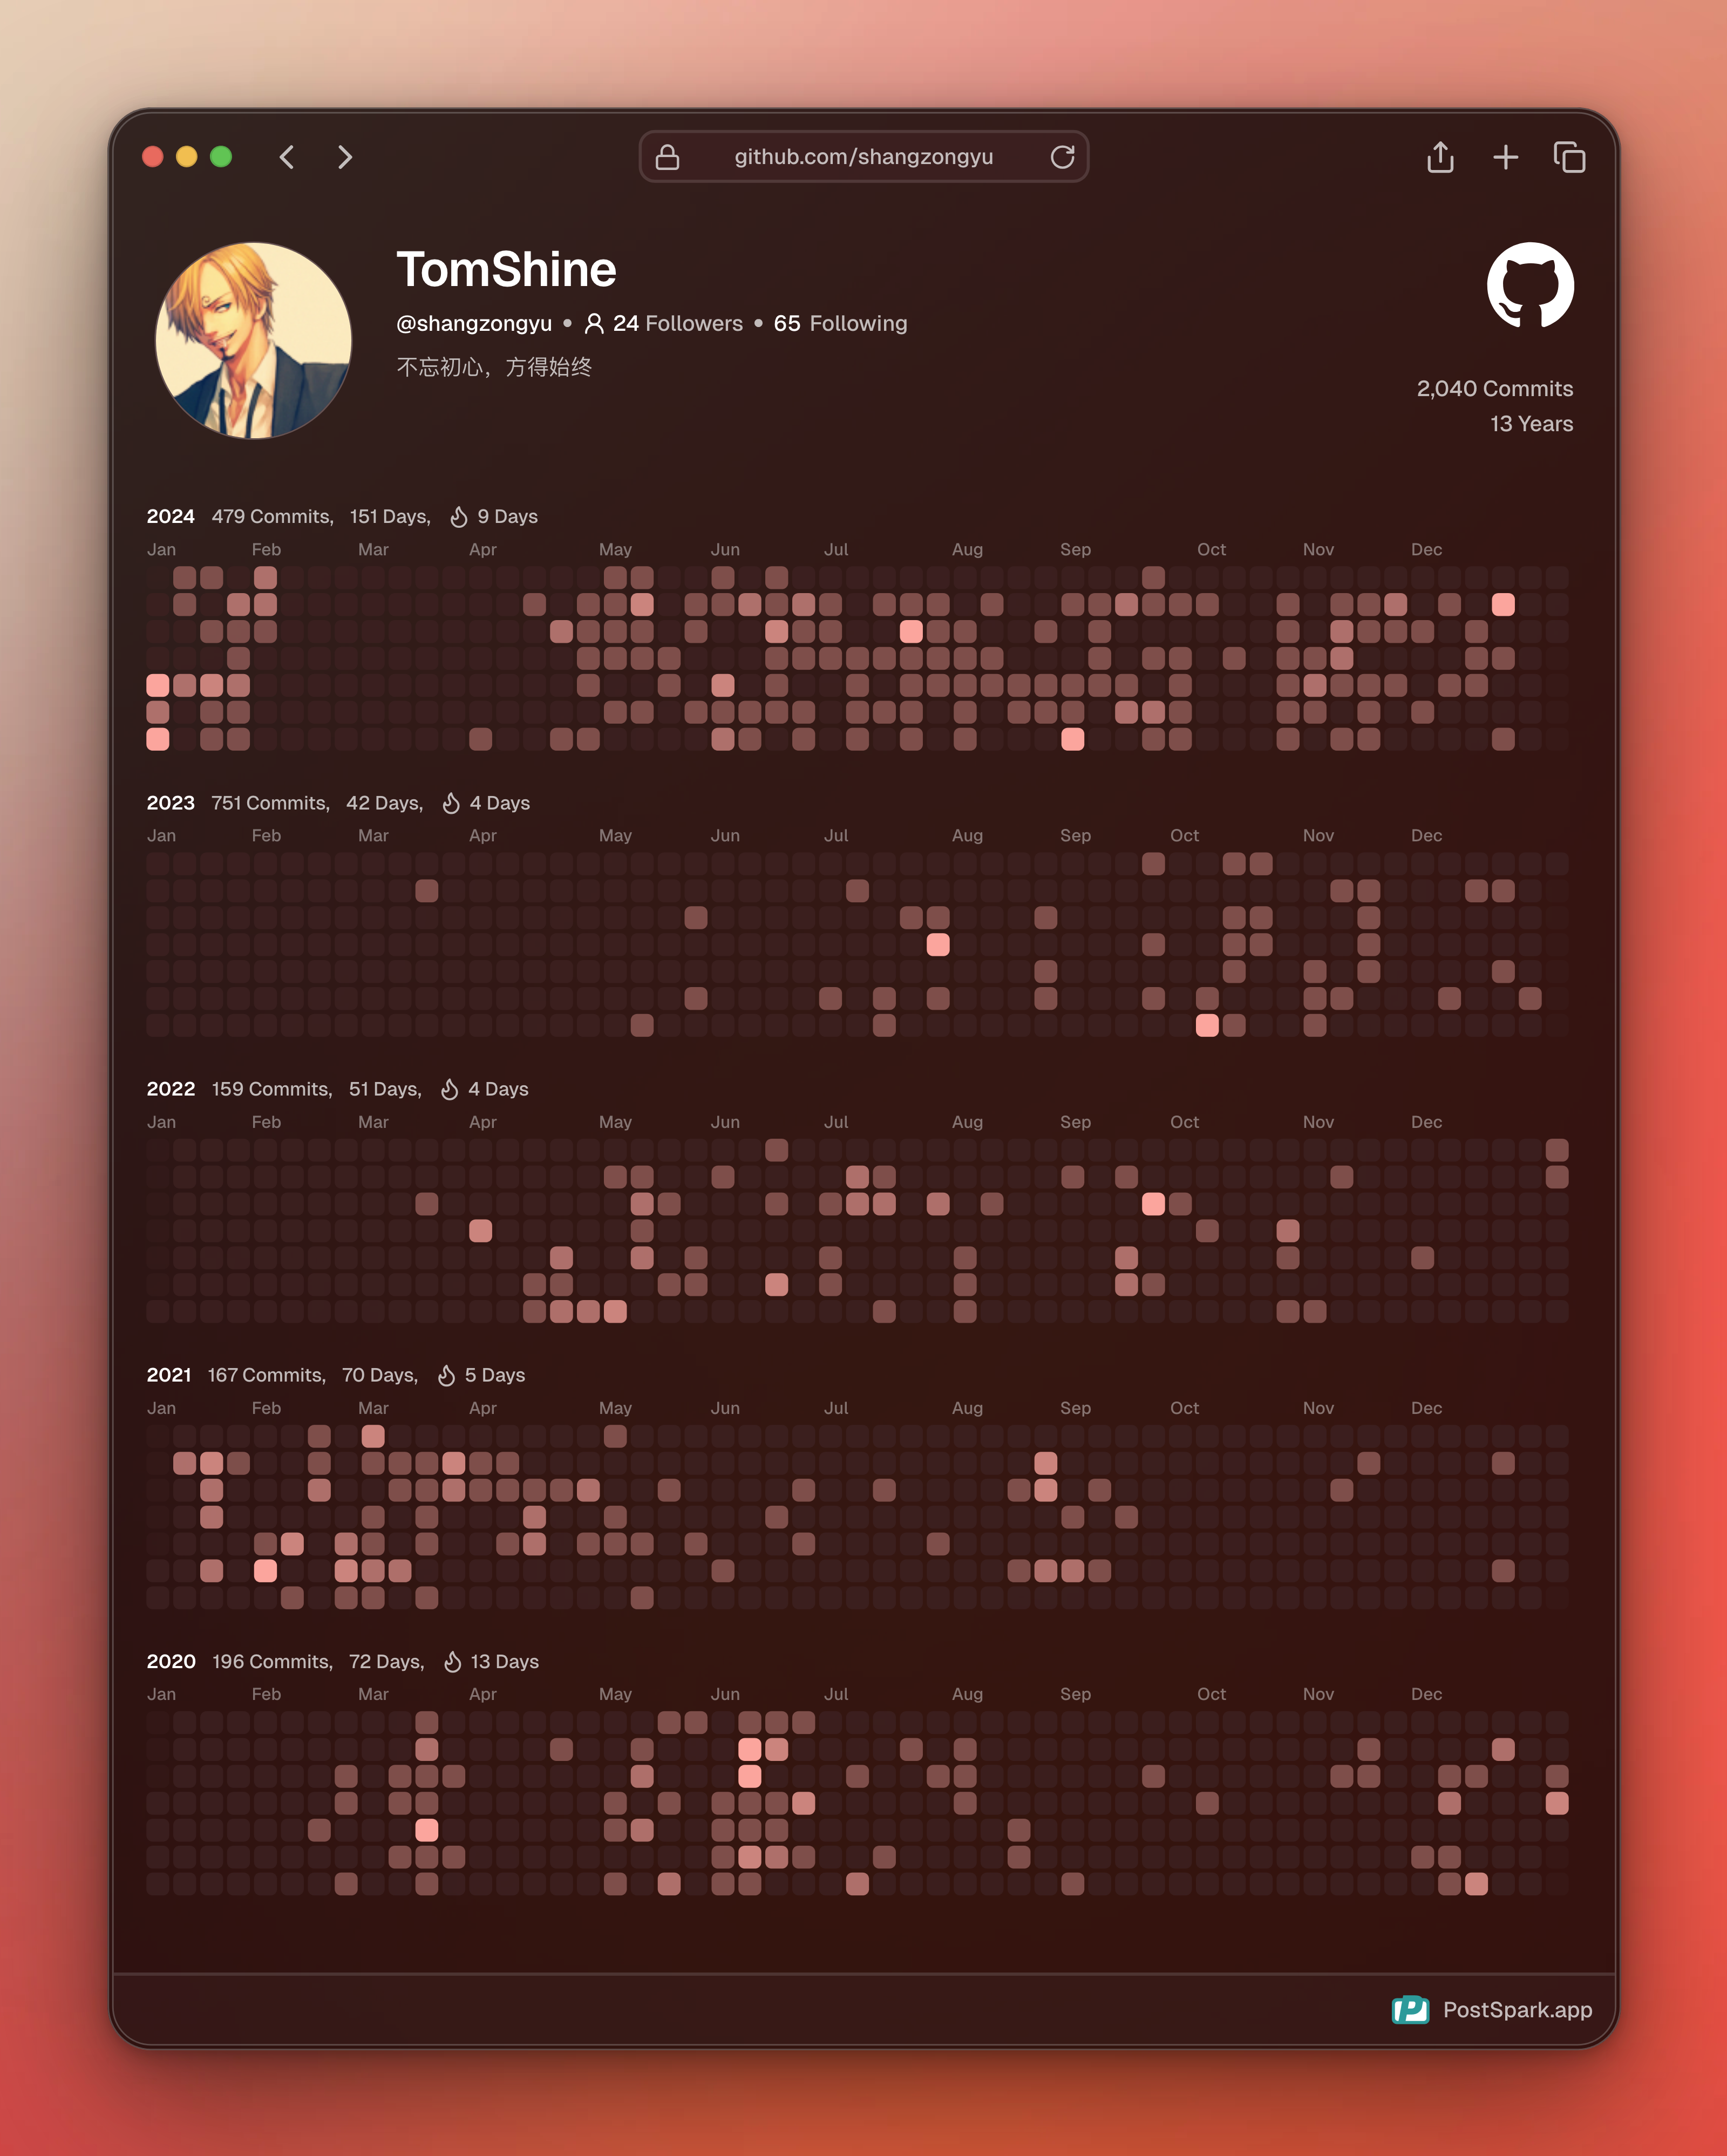 github.com/shangzongyu
TomShine
@shangzongyu • 24 Followers • 65 Following
不忘初心，方得始终
2,040 Commits
13 Years
2024 479 Commits, 151 Days, 9 Days
Jan Feb Mar Apr May Jun Jul Aug Sep Oct Nov Dec
2023 751 Commits, 42 Days, 4 Days
Jan Feb Mar Apr May Jun Jul Aug Sep Oct Nov Dec
2022 159 Commits, 51 Days, 4 Days
Jan Feb Mar Apr May Jun Jul Aug Sep Oct Nov Dec
2021 167 Commits, 70 Days, 5 Days
Jan Feb Mar Apr May Jun Jul Aug Sep Oct Nov Dec
2020 196 Commits, 72 Days, 13 Days
Jan Feb Mar Apr May Jun Jul Aug Sep Oct Nov Dec
PostSpark.app